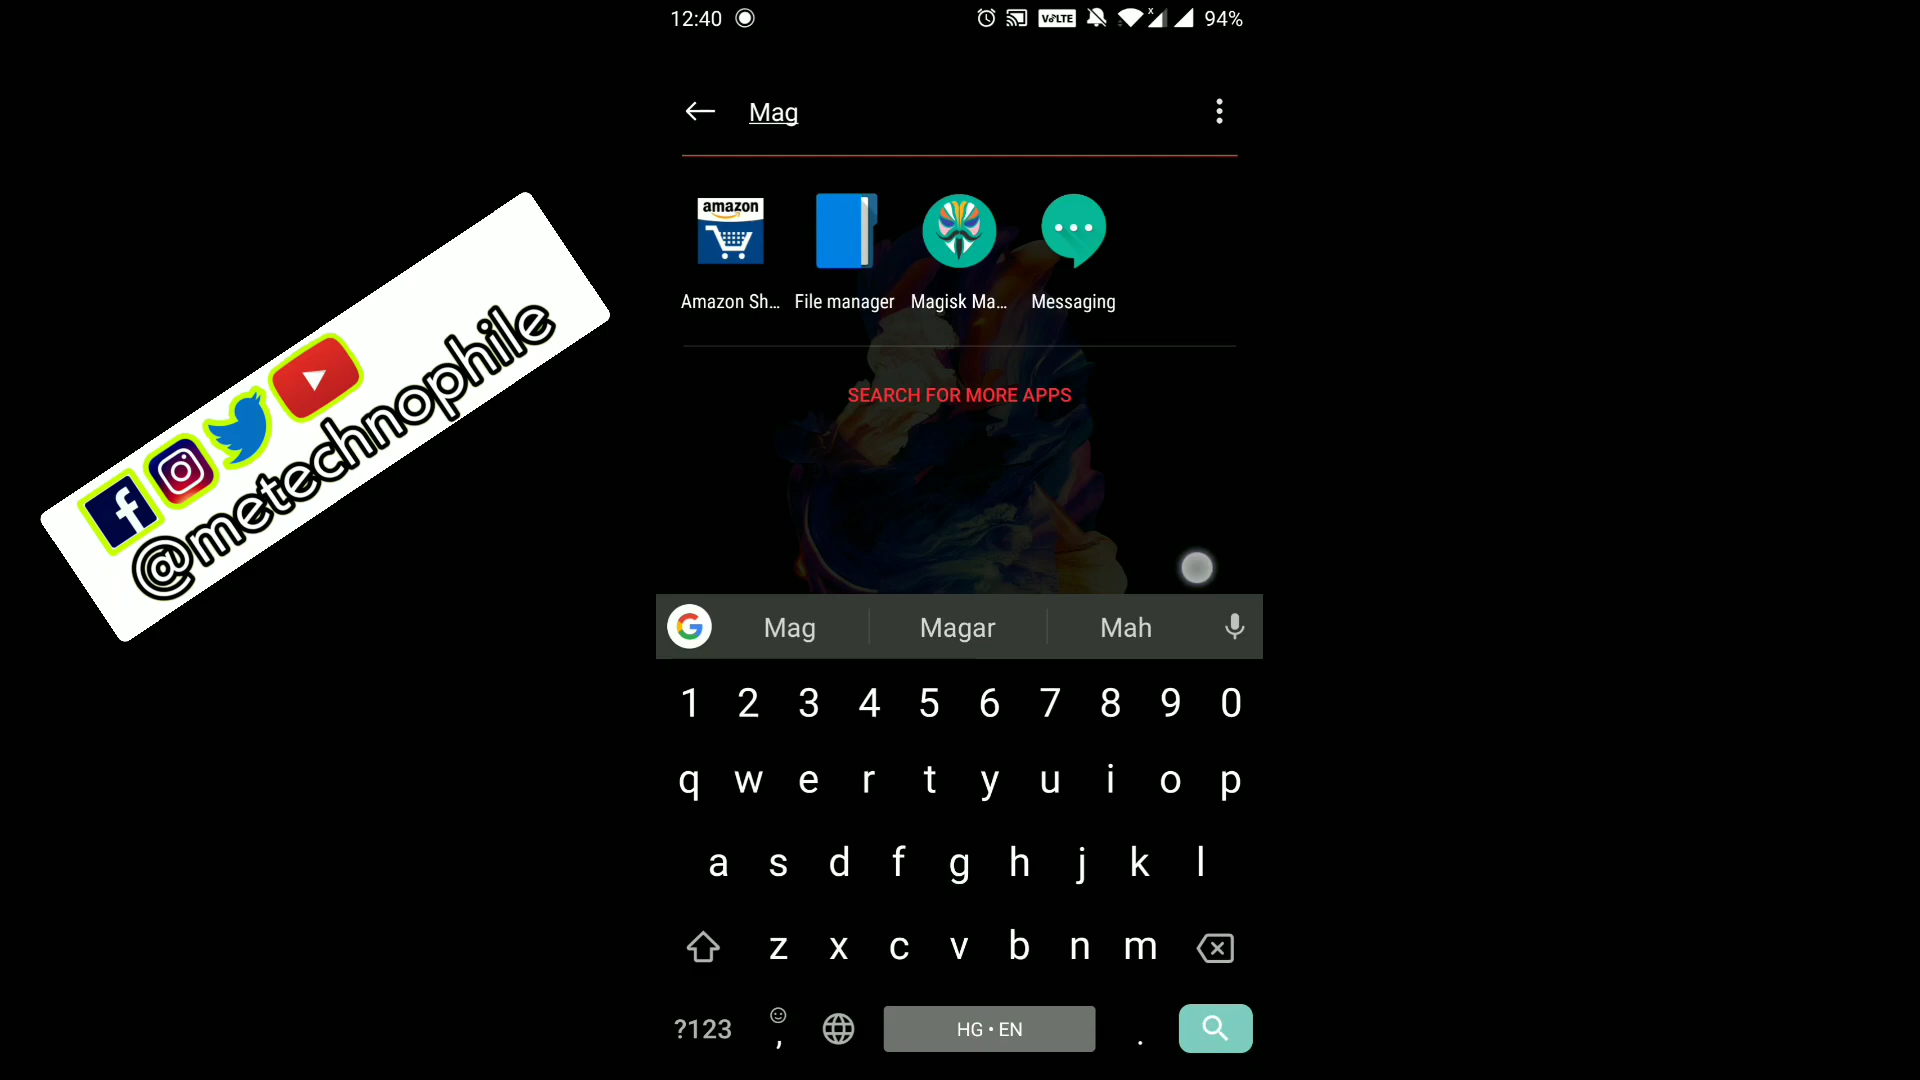 12:40
VoLTE
x
94%
Mag
amazon
Amazon Sh...
File manager
Magisk Ma...
Messaging
SEARCH FOR MORE APPS
@metechnophile
Mag
Magar
Mah
1 2 3 4 5 6 7 8 9 0
q w e r t y u i o p
a s d f g h j k l
z x c v b n m
?123 , HG • EN .